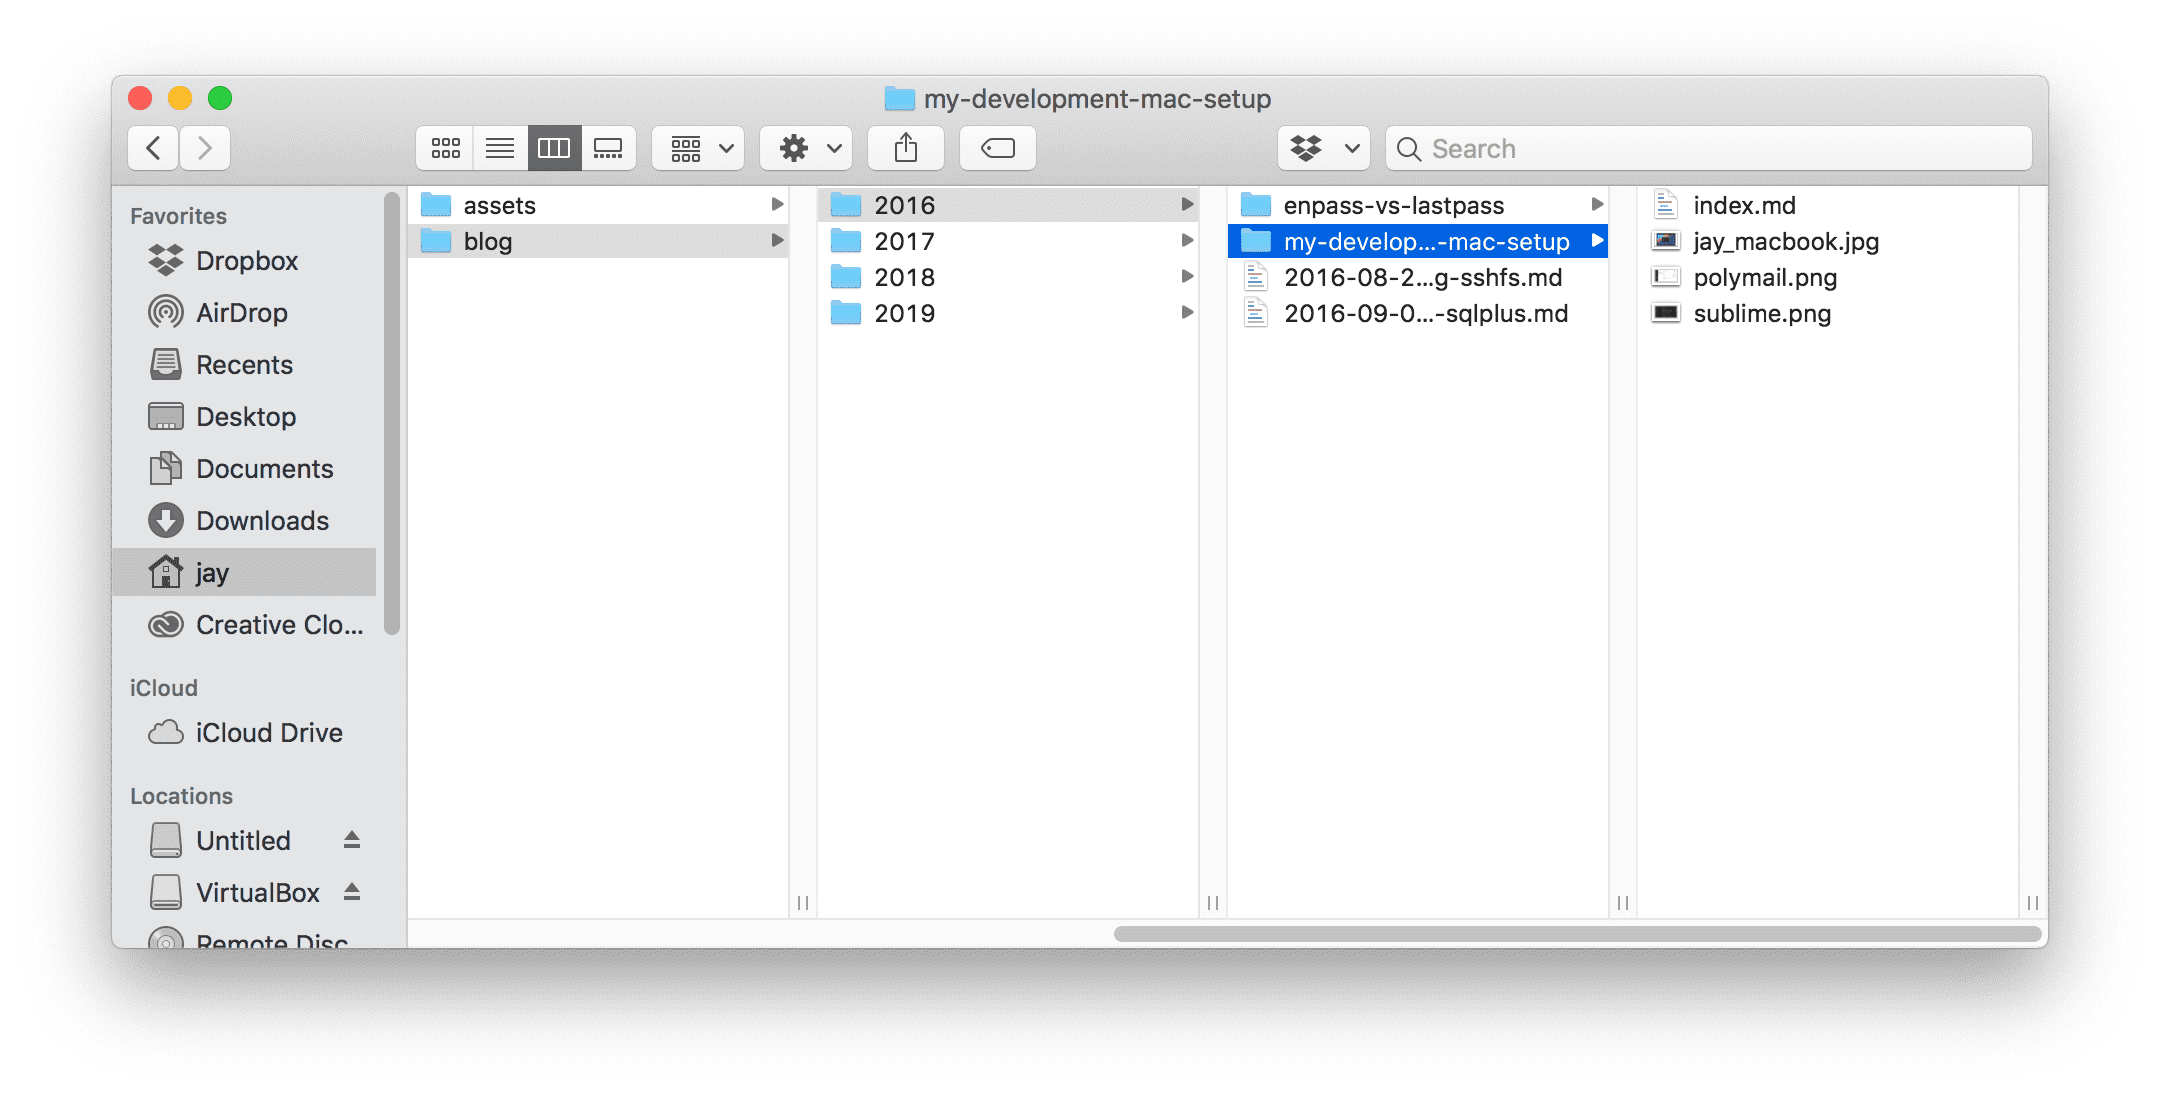 my-development-mac-setup
Search
Favorites
Dropbox
AirDrop
Recents
Desktop
Documents
Downloads
jay
Creative Clo...
iCloud
iCloud Drive
Locations
Untitled
VirtualBox
Remote Disc
assets
blog
2016
2017
2018
2019
enpass-vs-lastpass
my-develop...-mac-setup
2016-08-2...g-sshfs.md
2016-09-0...-sqlplus.md
index.md
jay_macbook.jpg
polymail.png
sublime.png